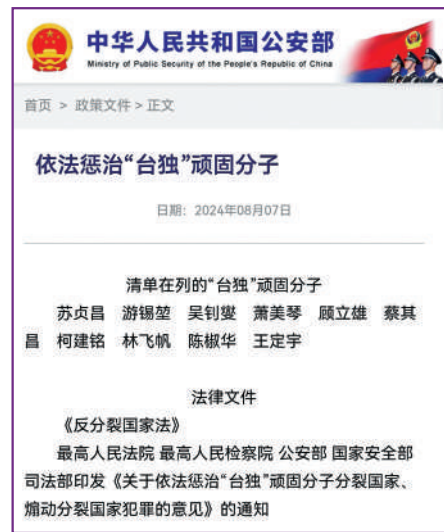 中华人民共和国公安部
Ministry of Public Security of the People's Republic of China
首页 > 政策文件 > 正文
依法惩治“台独”顽固分子
日期：2024年08月07日
清单在列的“台独”顽固分子
苏贞昌 游锡堃 吴钊燮 萧美琴 顾立雄 蔡其
昌 柯建铭 林飞帆 陈椒华 王定宇
法律文件
《反分裂国家法》
最高人民法院 最高人民检察院 公安部 国家安全部
司法部印发《关于依法惩治“台独”顽固分子分裂国家、
煽动分裂国家犯罪的意见》的通知